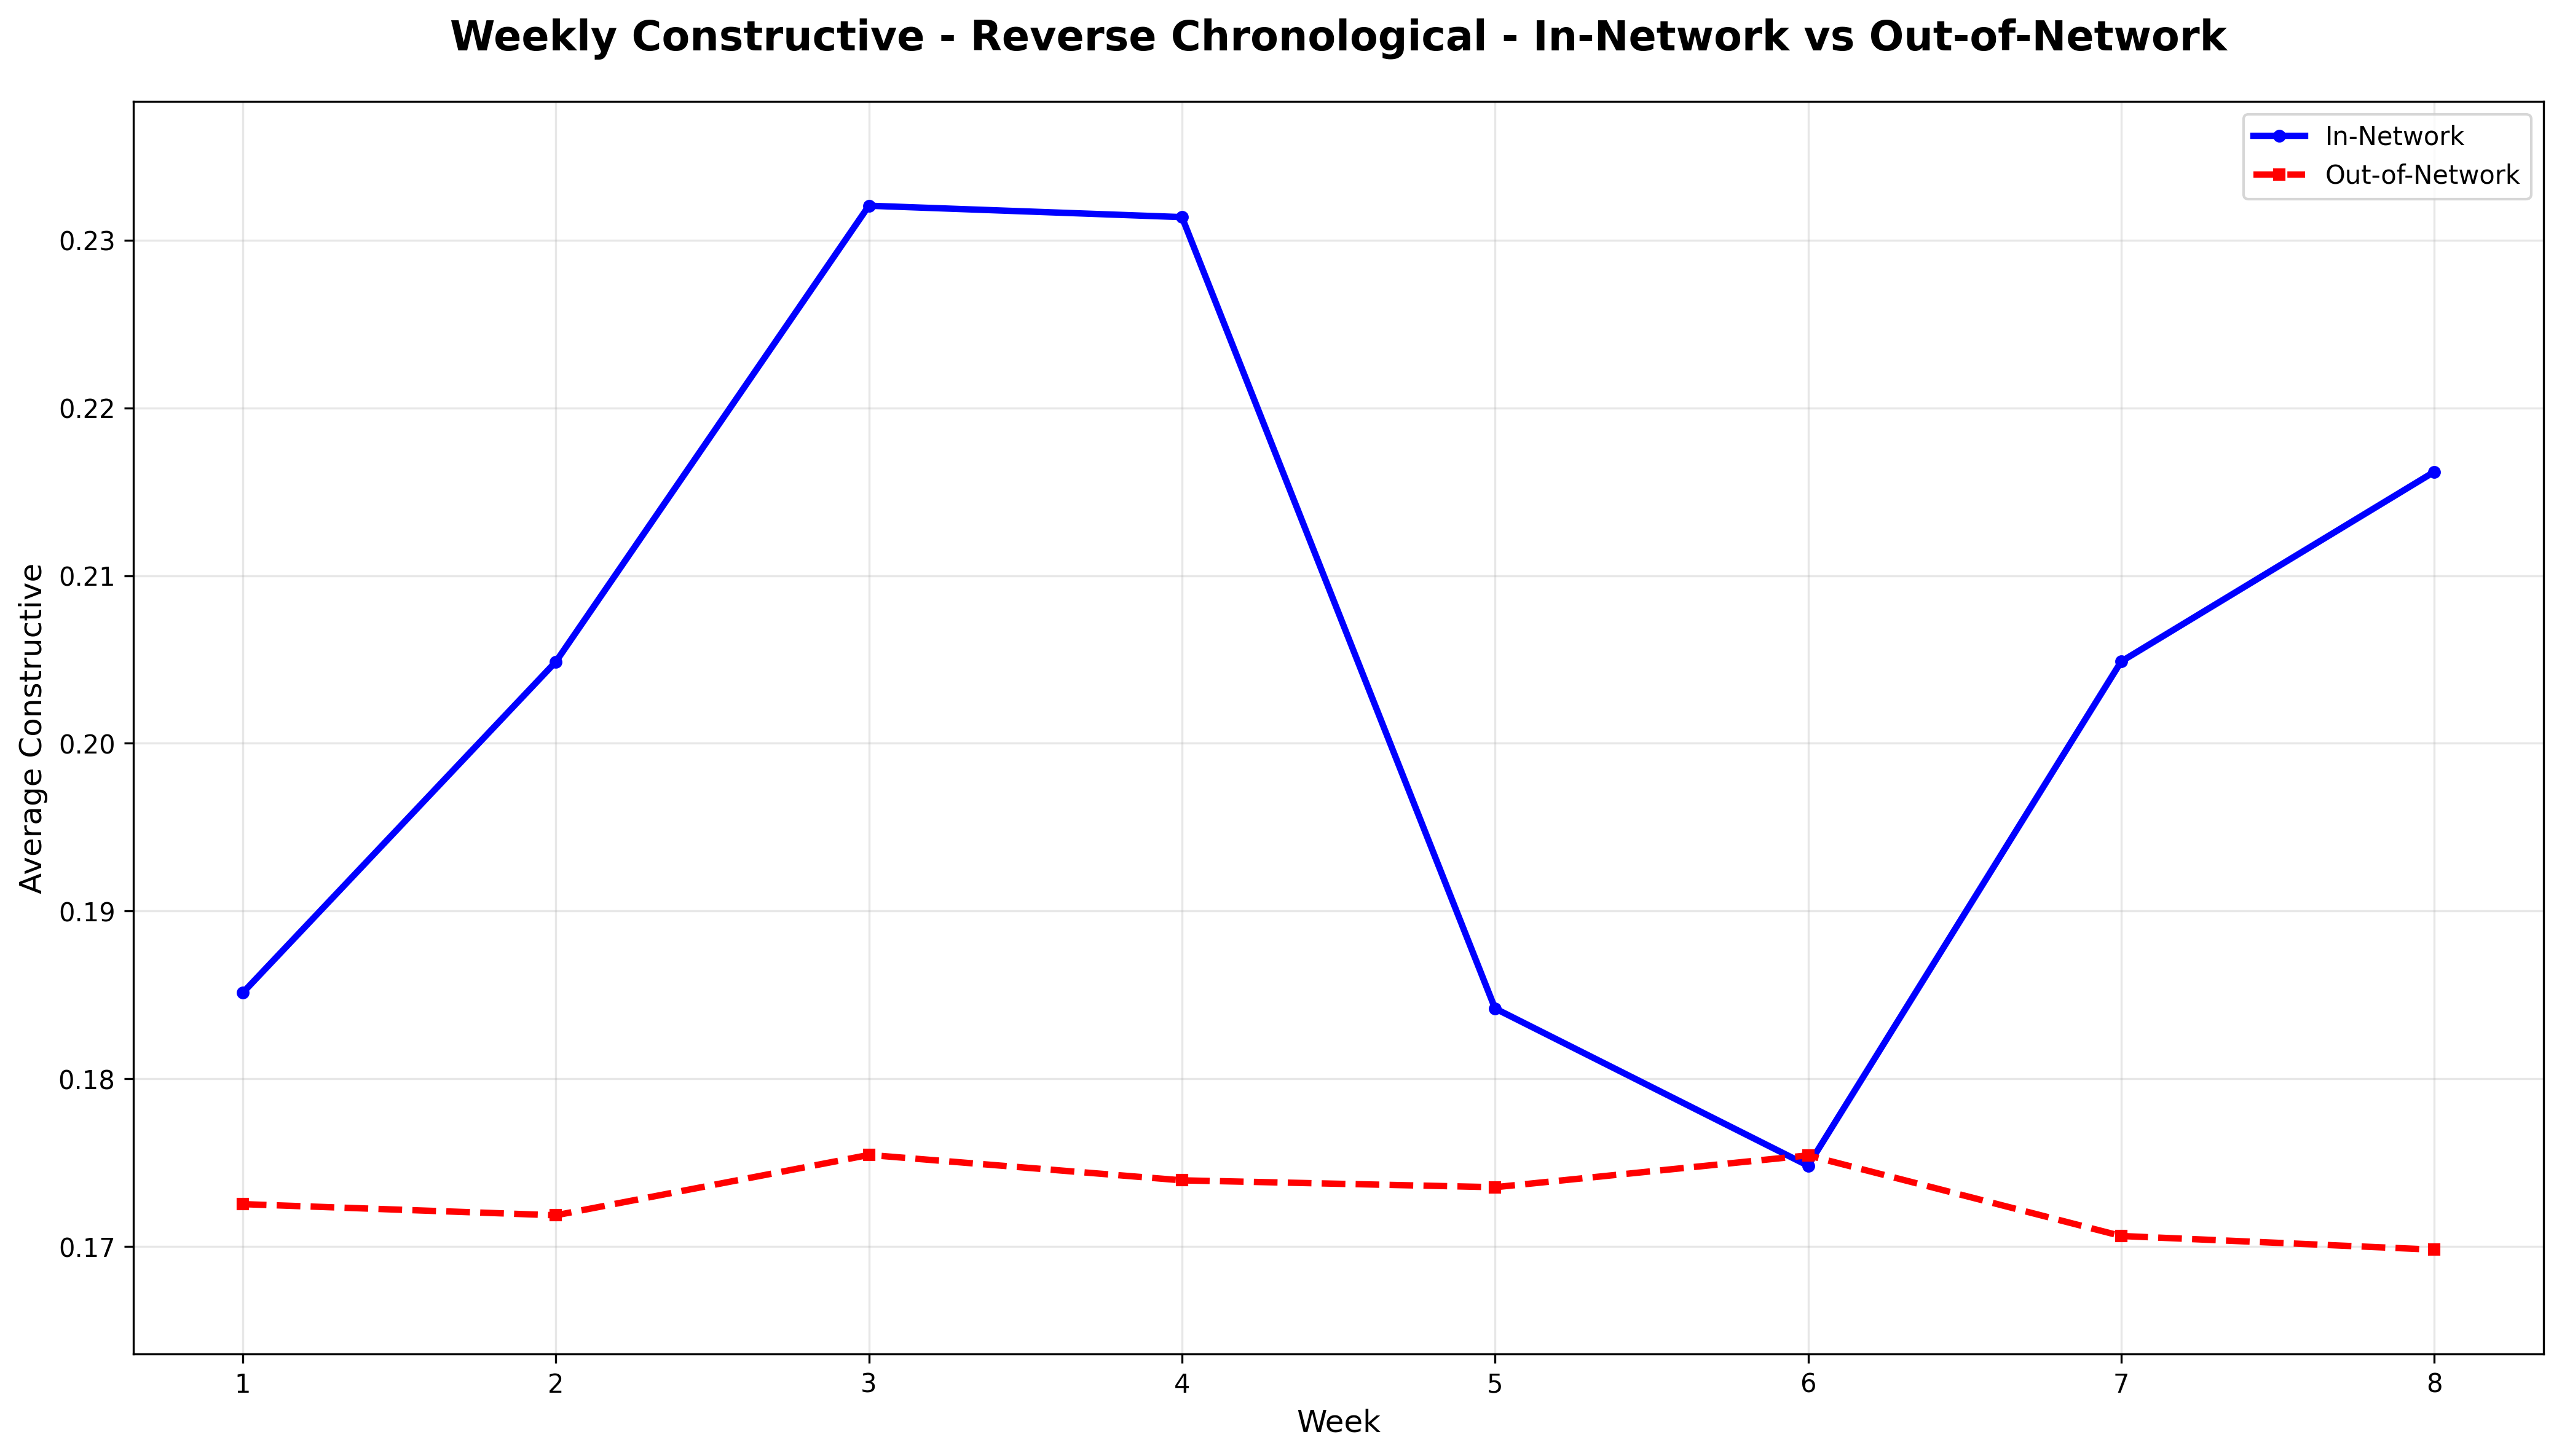 Weekly Constructive - Reverse Chronological - In-Network vs Out-of-Network
In-Network
Out-of-Network
0.23
0.22
0.21
0.20
0.19
0.18
0.17
Average Constructive
1 2 3 4 5 6 7 8
Week